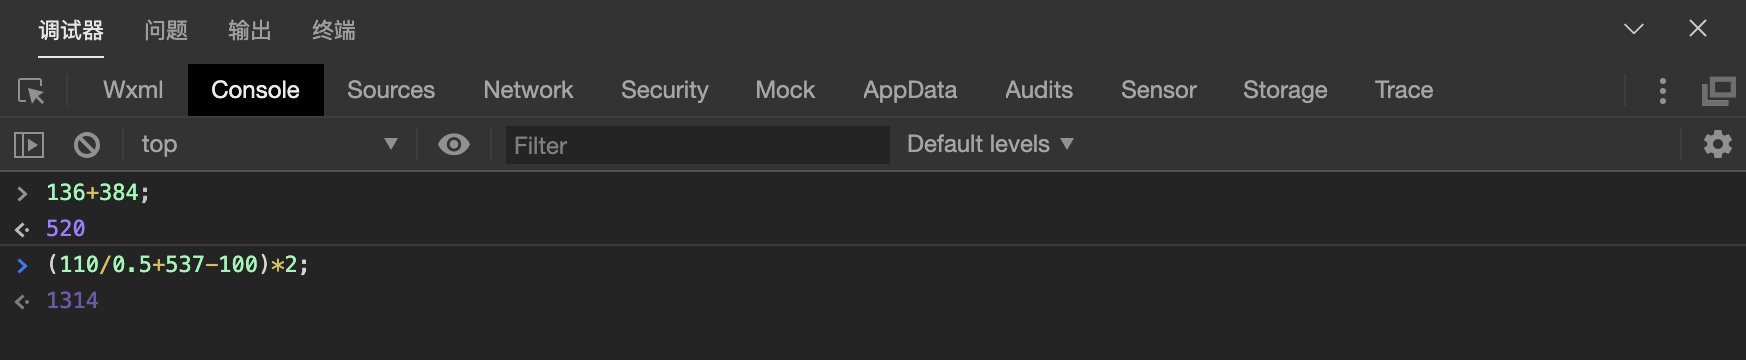 调试器 问题 输出 终端
Wxml Console Sources Network Security Mock AppData Audits Sensor Storage Trace
top Filter Default levels
136+384;
520
(110/0.5+537-100)*2;
1314